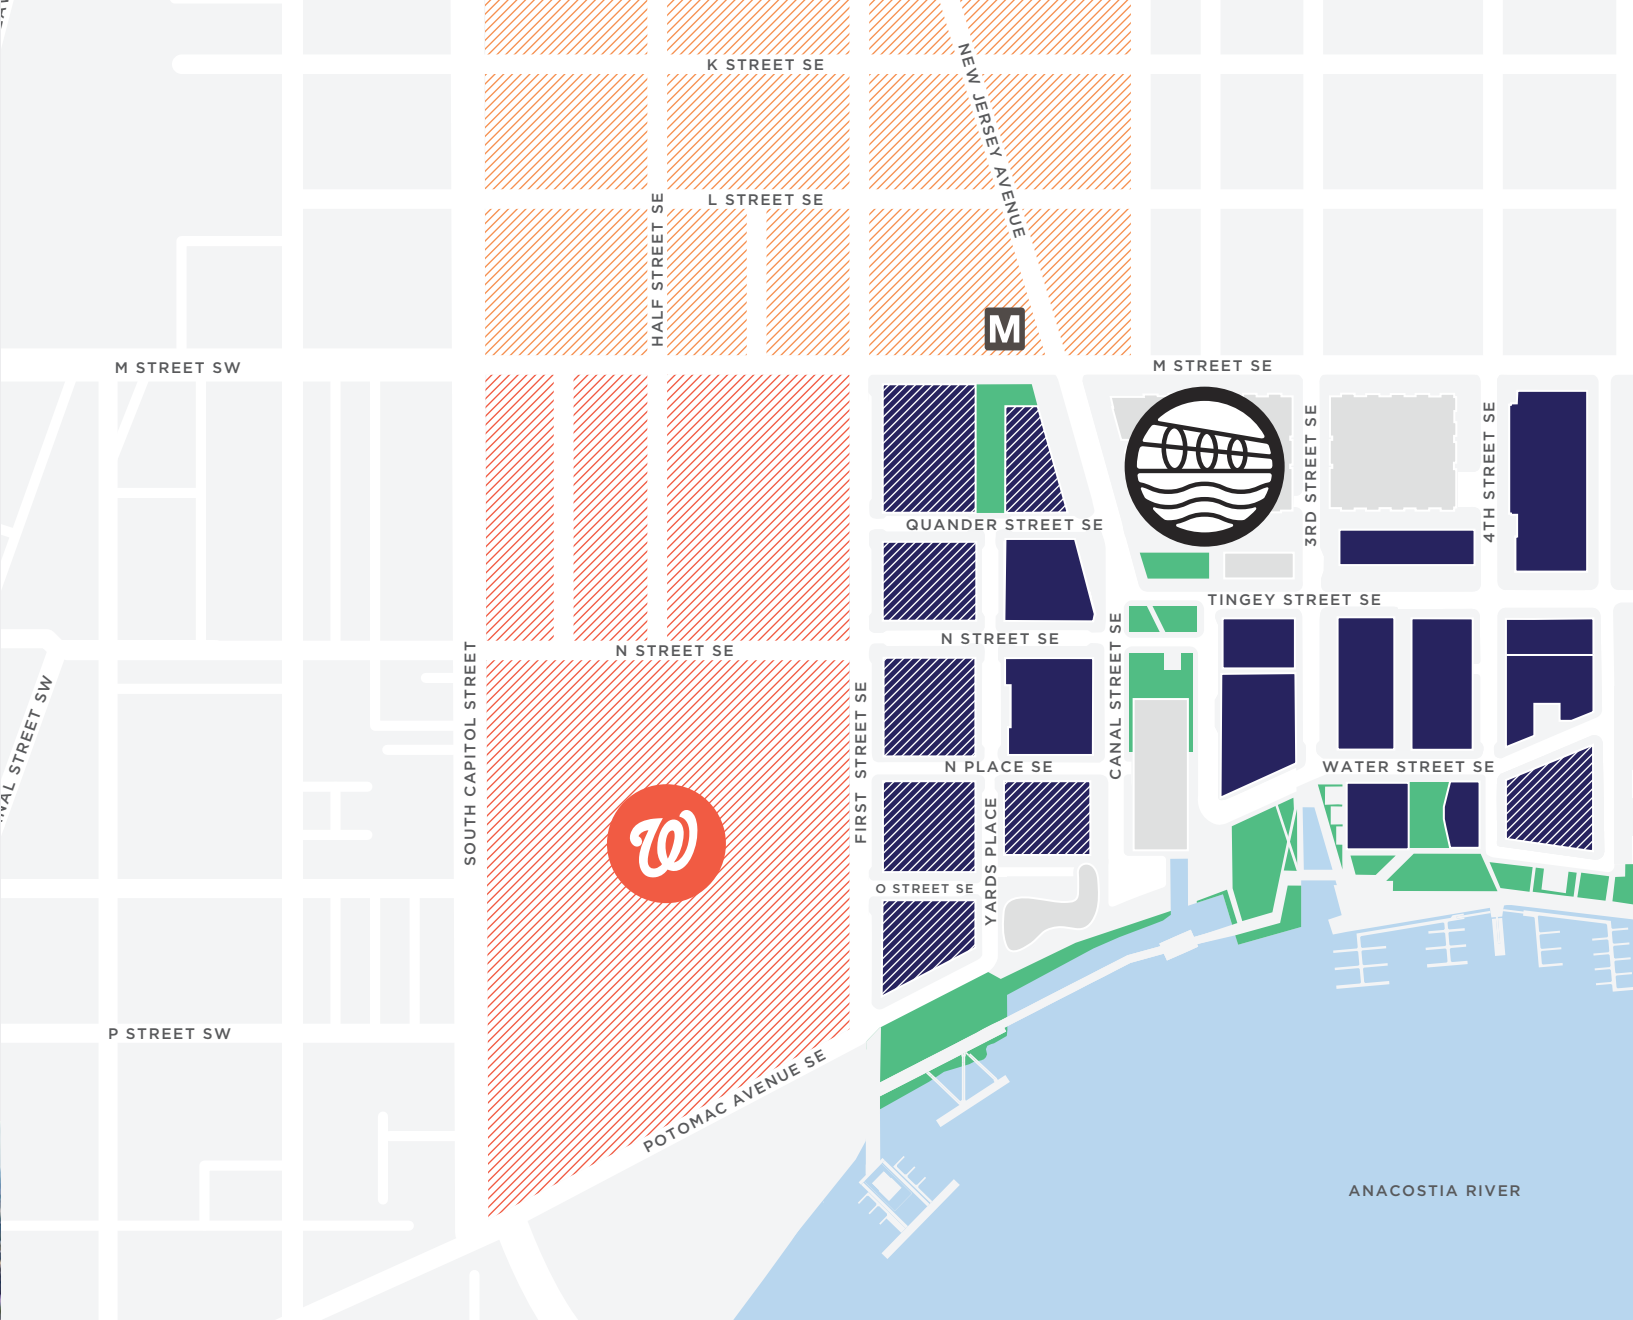 K STREET SE
NEW JERSEY AVENUE
L STREET SE
HALF STREET SE
M
M STREET SW
M STREET SE
3RD STREET SE
4TH STREET SE
QUANDER STREET SE
TINGEY STREET SE
N STREET SE
N STREET SE
CANAL STREET SE
SOUTH CAPITOL STREET
FIRST STREET SE
N PLACE SE
WATER STREET SE
YARDS PLACE
W
O STREET SE
P STREET SW
POTOMAC AVENUE SE
ANACOSTIA RIVER
STREET SW